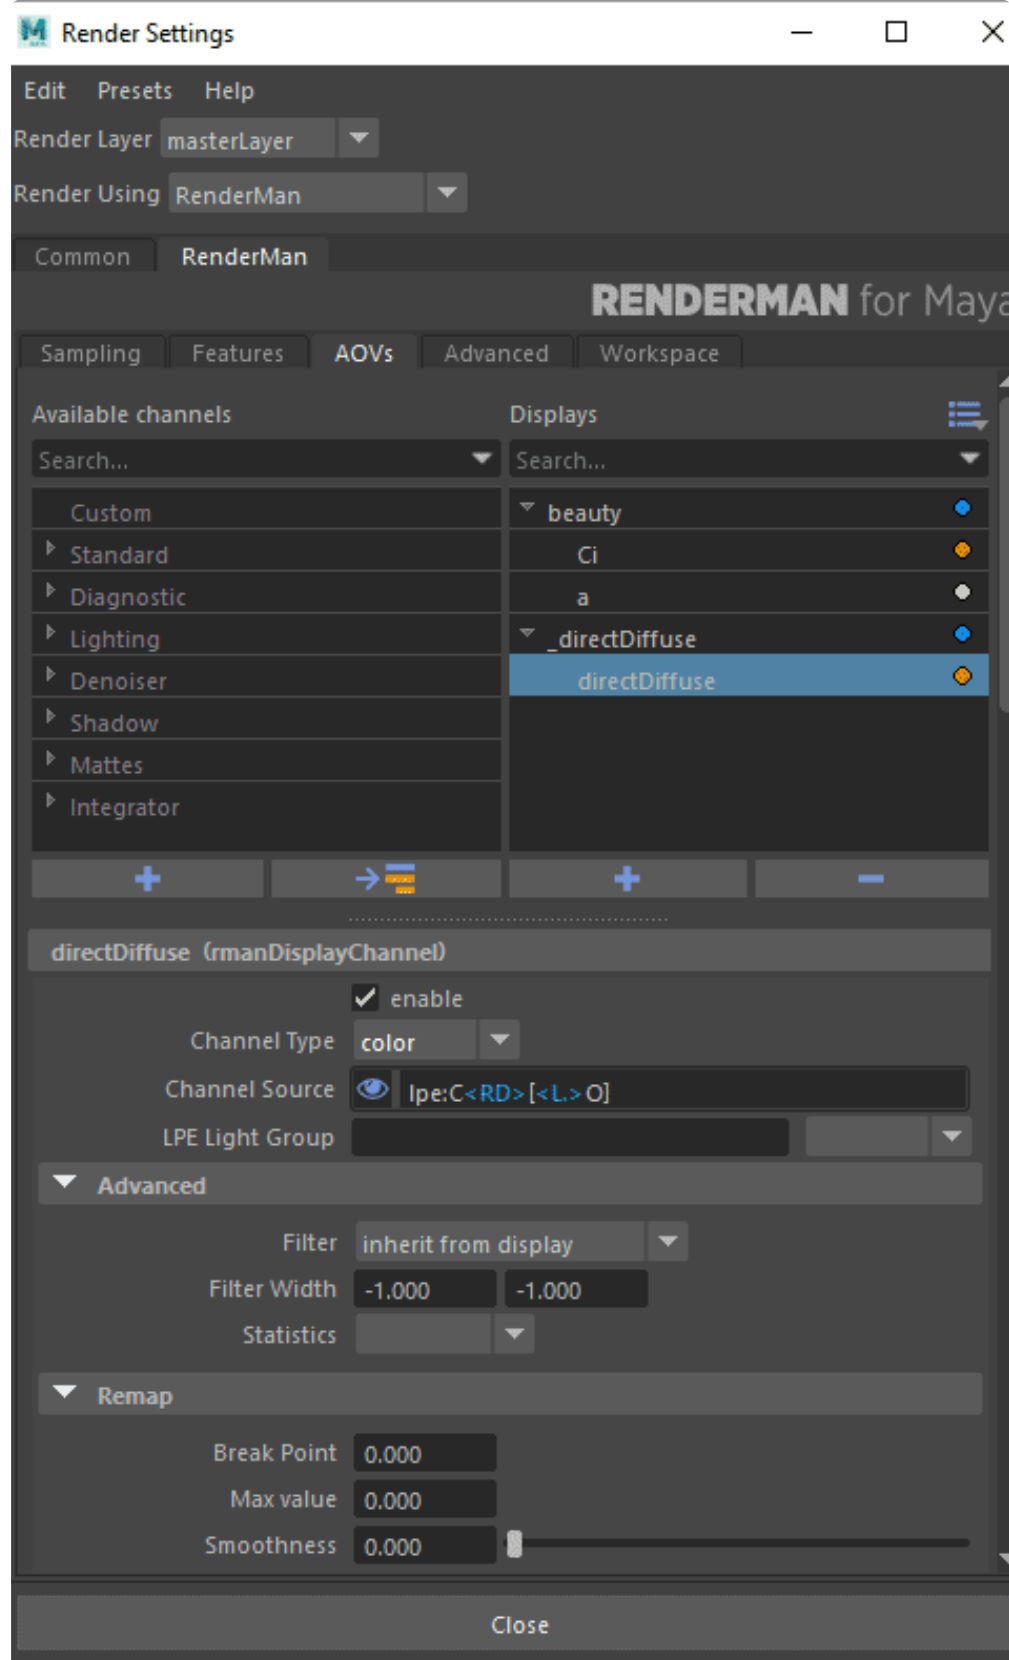 Render Settings
Edit Presets Help
Render Layer masterLayer
Render Using RenderMan
Common RenderMan
RENDERMAN for Maya
Sampling Features AOVs Advanced Workspace
Available channels Displays
Search... Search...
Custom beauty
Standard Ci
Diagnostic a
Lighting _directDiffuse
Denoiser directDiffuse
Shadow
Mattes
Integrator
directDiffuse (rmanDisplayChannel)
enable
Channel Type color
Channel Source lpe:C<RD>[<L.>O]
LPE Light Group
Advanced
Filter inherit from display
Filter Width -1.000 -1.000
Statistics
Remap
Break Point 0.000
Max value 0.000
Smoothness 0.000
Close